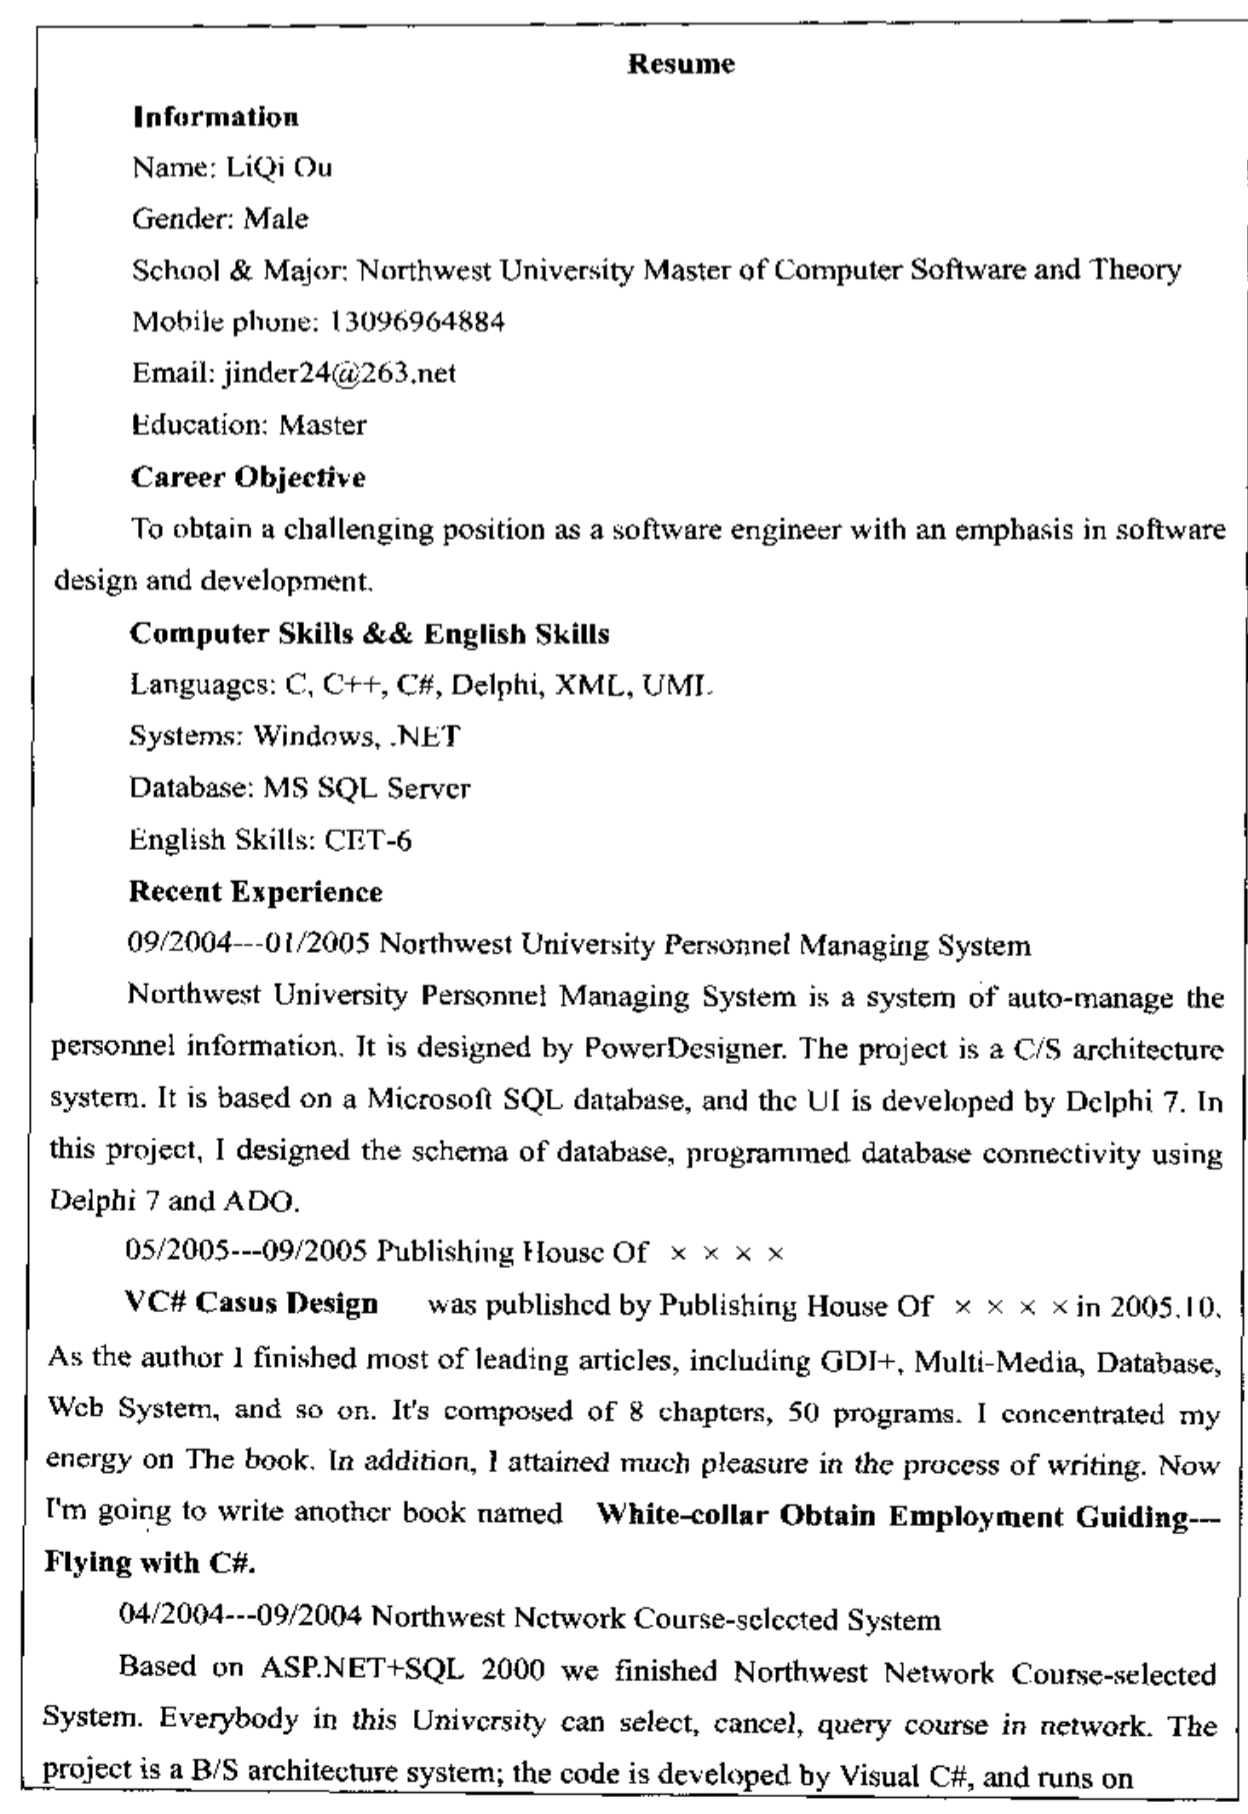 Resume
Information
Name: LiQi Ou
Gender: Male
School & Major: Northwest University Master of Computer Software and Theory
Mobile phone: 13096964884
Email: jinder24@263.net
Education: Master
Career Objective
To obtain a challenging position as a software engineer with an emphasis in software
design and development.
Computer Skills && English Skills
Languages: C, C++, C#, Delphi, XML, UML
Systems: Windows, .NET
Database: MS SQL Server
English Skills: CET-6
Recent Experience
09/2004---01/2005 Northwest University Personnel Managing System
Northwest University Personnel Managing System is a system of auto-manage the
personnel information. It is designed by PowerDesigner. The project is a C/S architecture
system. It is based on a Microsoft SQL database, and the UI is developed by Delphi 7. In
this project, I designed the schema of database, programmed database connectivity using
Delphi 7 and ADO.
05/2005---09/2005 Publishing House Of × × × ×
VC# Casus Design was published by Publishing House Of × × × × in 2005.10.
As the author I finished most of leading articles, including GDI+, Multi-Media, Database,
Web System, and so on. It's composed of 8 chapters, 50 programs. I concentrated my
energy on The book. In addition, I attained much pleasure in the process of writing. Now
I'm going to write another book named White-collar Obtain Employment Guiding---
Flying with C#.
04/2004---09/2004 Northwest Network Course-selected System
Based on ASP.NET+SQL 2000 we finished Northwest Network Course-selected
System. Everybody in this University can select, cancel, query course in network. The
project is a B/S architecture system; the code is developed by Visual C#, and runs on